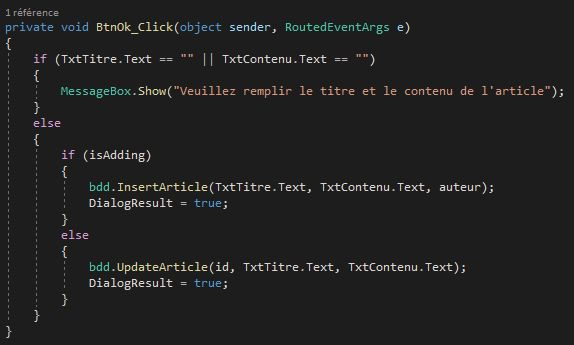 1 référence
private void BtnOk_Click(object sender, RoutedEventArgs e)
{
    if (TxtTitre.Text == "" || TxtContenu.Text == "")
    {
        MessageBox.Show("Veuillez remplir le titre et le contenu de l'article");
    }
    else
    {
        if (isAdding)
        {
            bdd.InsertArticle(TxtTitre.Text, TxtContenu.Text, auteur);
            DialogResult = true;
        }
        else
        {
            bdd.UpdateArticle(id, TxtTitre.Text, TxtContenu.Text);
            DialogResult = true;
        }
    }
}